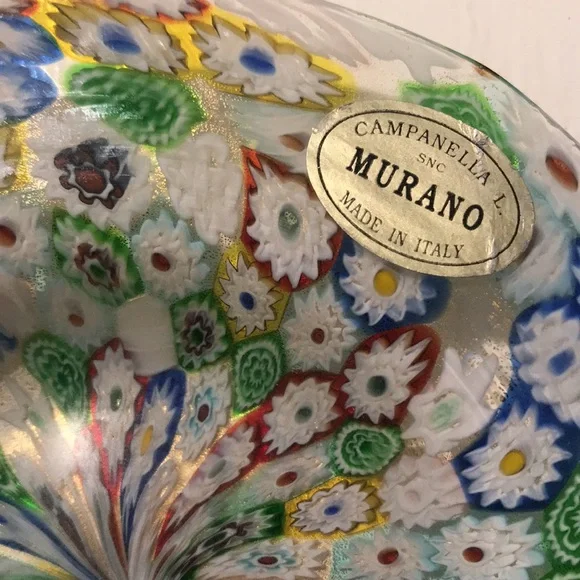 CAMPANELLA L.
SNC
MURANO
MADE IN ITALY